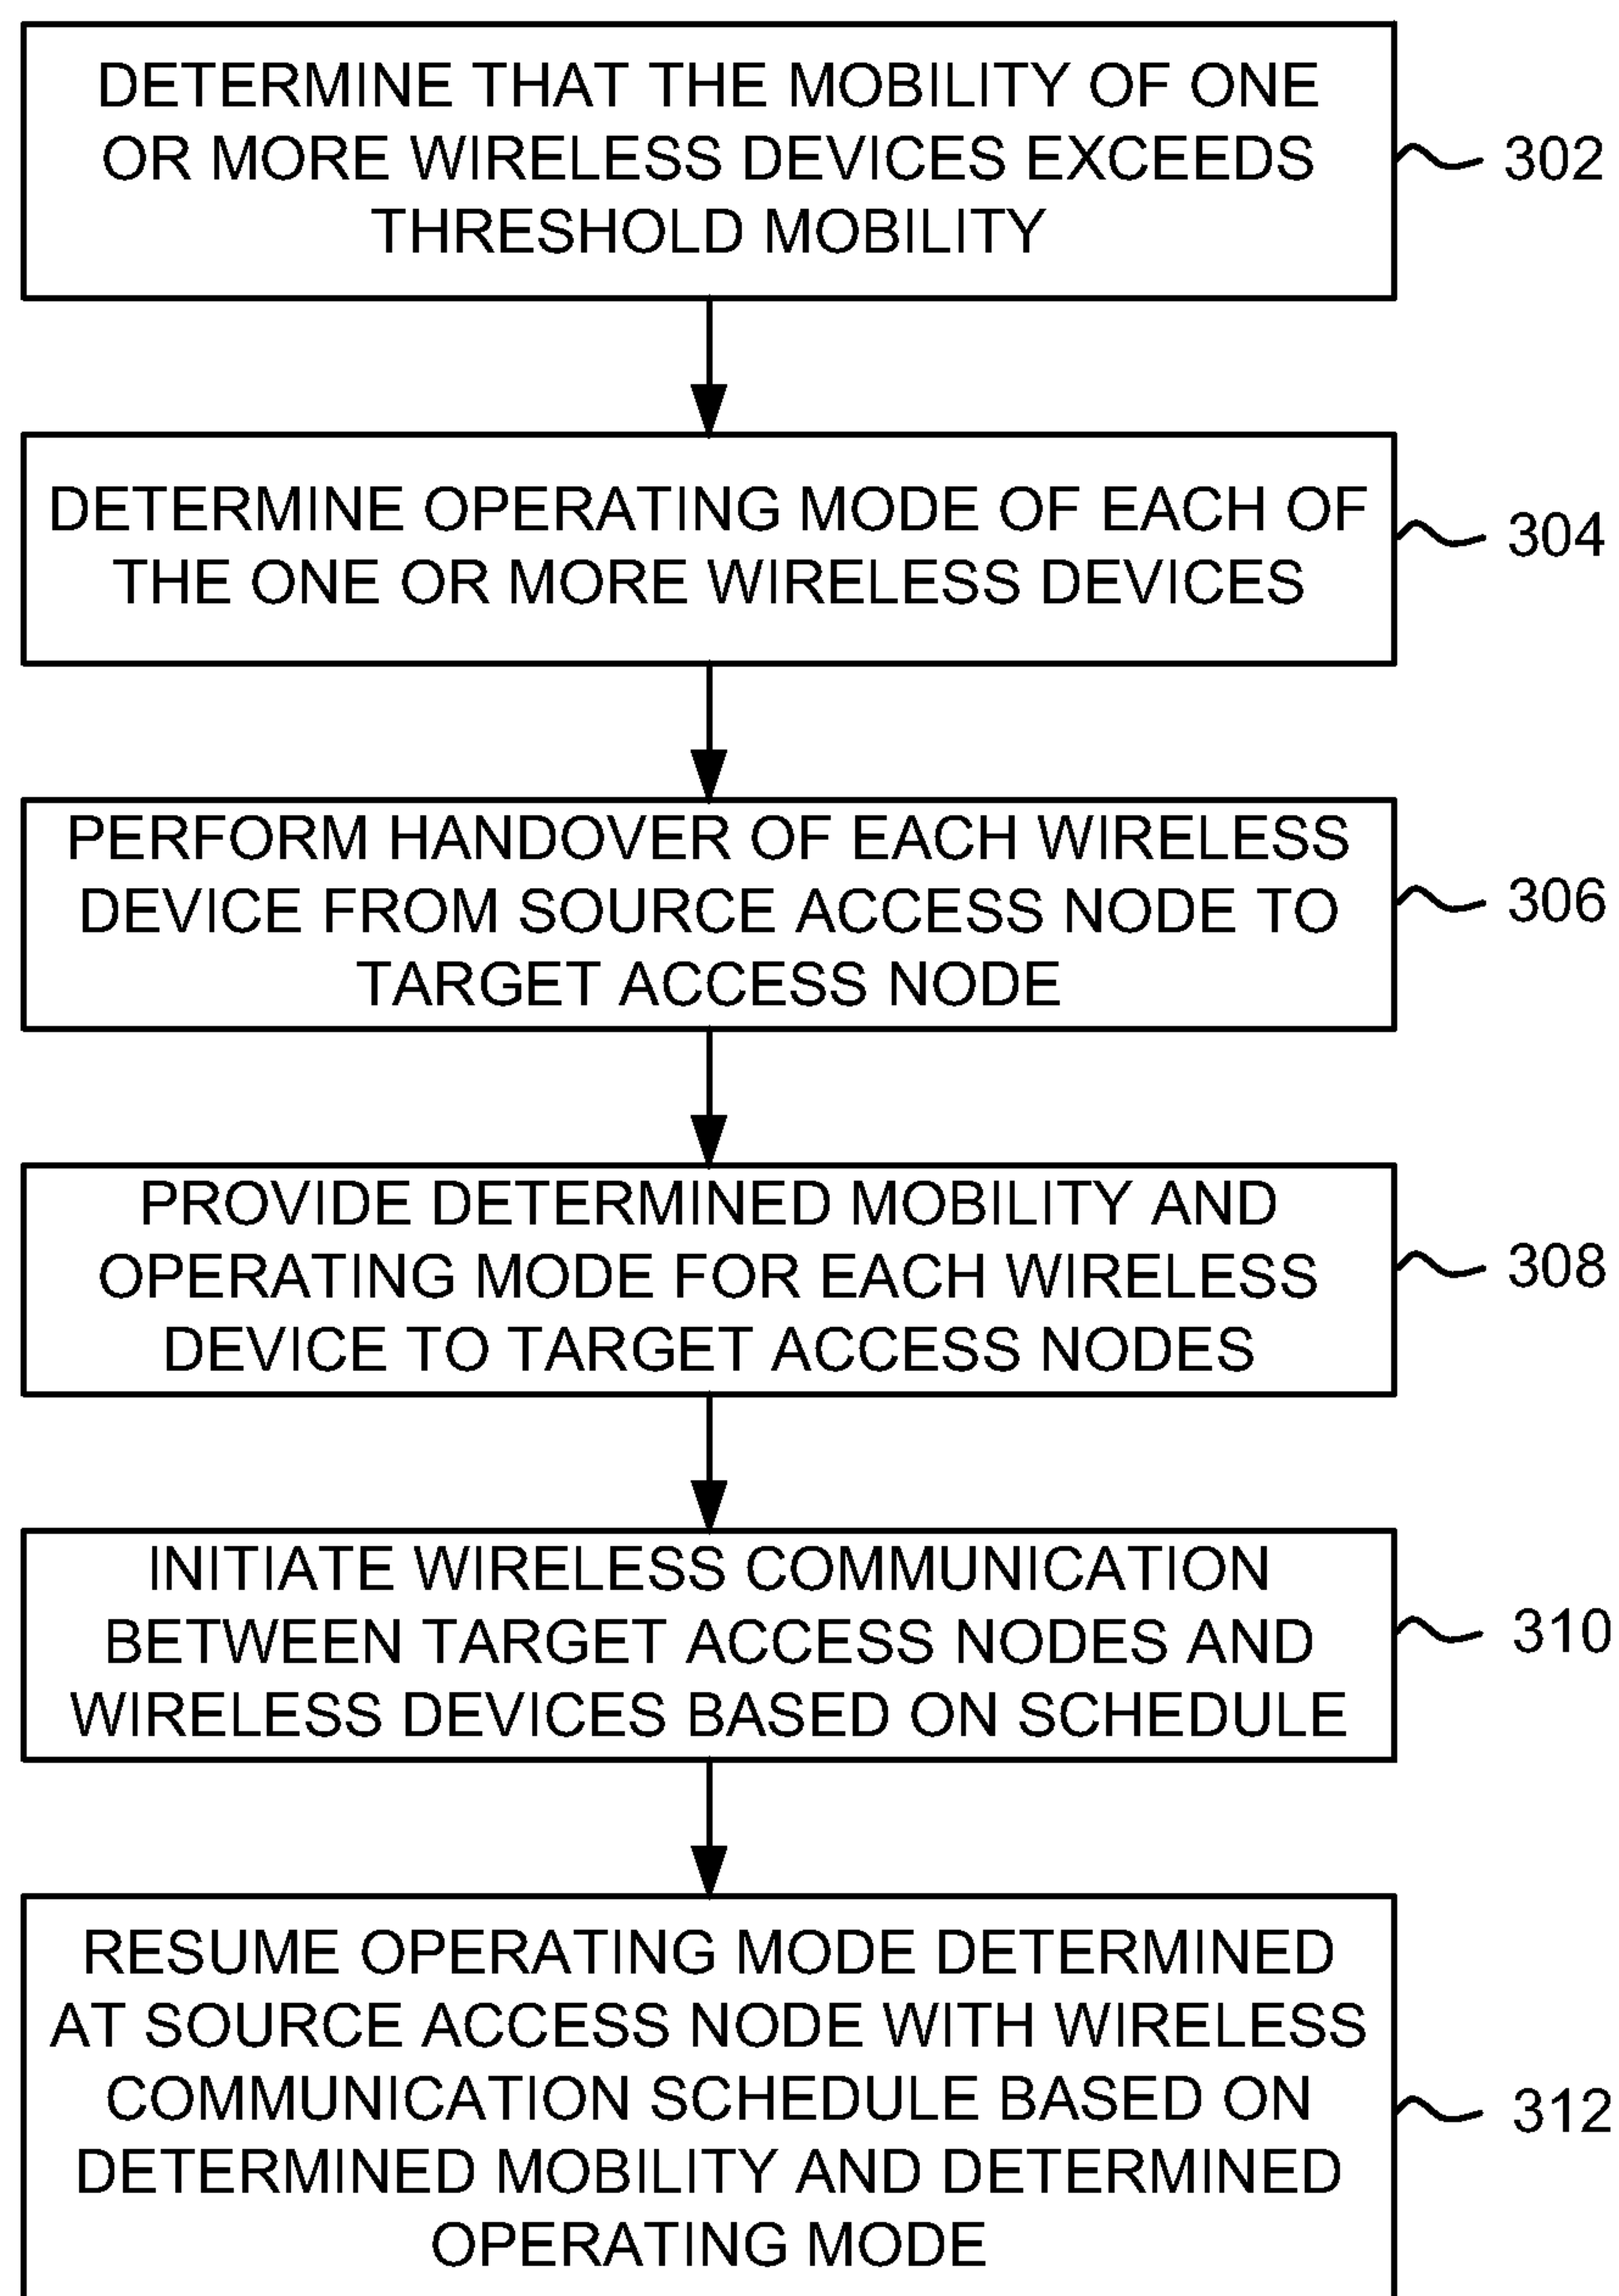 DETERMINE THAT THE MOBILITY OF ONE
OR MORE WIRELESS DEVICES EXCEEDS
THRESHOLD MOBILITY
302
DETERMINE OPERATING MODE OF EACH OF
THE ONE OR MORE WIRELESS DEVICES
304
PERFORM HANDOVER OF EACH WIRELESS
DEVICE FROM SOURCE ACCESS NODE TO
TARGET ACCESS NODE
306
PROVIDE DETERMINED MOBILITY AND
OPERATING MODE FOR EACH WIRELESS
DEVICE TO TARGET ACCESS NODES
308
INITIATE WIRELESS COMMUNICATION
BETWEEN TARGET ACCESS NODES AND
WIRELESS DEVICES BASED ON SCHEDULE
310
RESUME OPERATING MODE DETERMINED
AT SOURCE ACCESS NODE WITH WIRELESS
COMMUNICATION SCHEDULE BASED ON
DETERMINED MOBILITY AND DETERMINED
OPERATING MODE
312